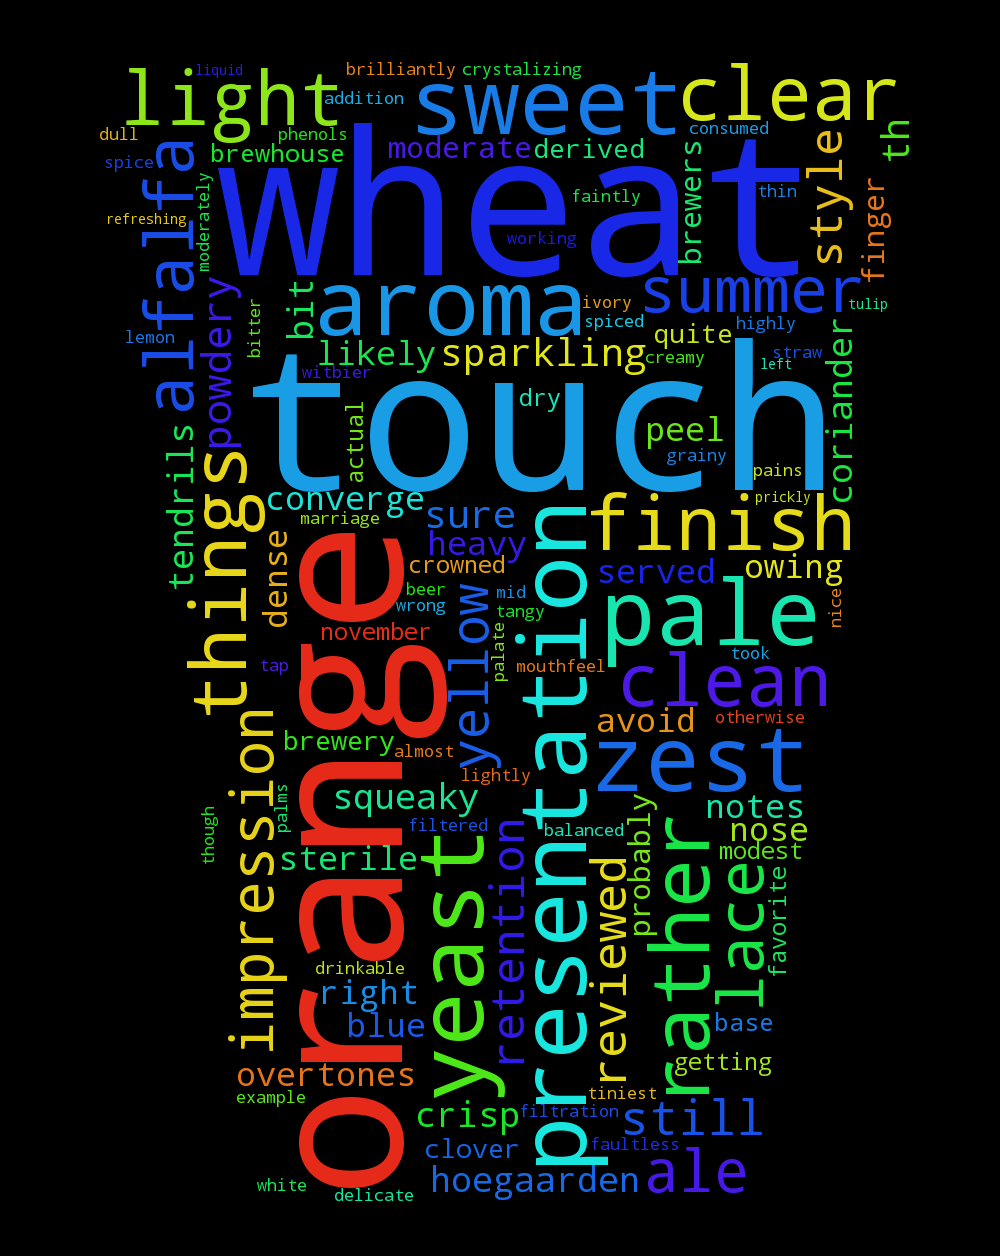 liquid
brilliantly
crystalizing
light
sweet
clear
addition
dull
phenols
consumed
th
spice
brewhouse
moderate
derived
brewers
style
alfalfa
wheat
moderately
faintly
thin
finger
refreshing
working
aroma
summer
ivory
tulip
bit
spiced
highly
quite
lemon
bitter
powdery
likely
sparkling
creamy
straw
left
coriander
witbier
touch
dry
actual
peel
grainy
pains
tendrils
things
converge
prickly
marriage
sure
finish
dense
heavy
crowned
served
owing
orange
beer
wrong
mid
tangy
yellow
presentation
pale
nice
november
palate
took
tap
mouthfeel
clean
impression
avoid
otherwise
brewery
almost
zest
lightly
palms
squeaky
though
filtered
balanced
probably
notes
nose
sterile
yeast
retention
reviewed
rather
modest
lace
favorite
drinkable
right
blue
base
overtones
getting
example
tiniest
crisp
filtration
still
clover
faultless
hoegaarden
ale
white
delicate